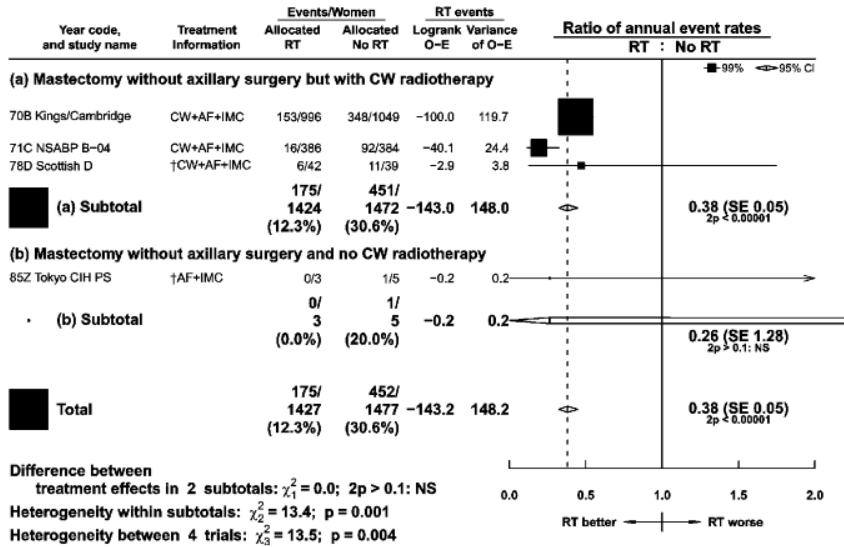 Events/Women RT events
Year code, Treatment Allocated Allocated Logrank Variance Ratio of annual event rates
and study name Information RT No RT O−E of O−E RT : No RT
99% 95% CI
(a) Mastectomy without axillary surgery but with CW radiotherapy
70B Kings/Cambridge CW+AF+IMC 153/996 348/1049 −100.0 119.7
71C NSABP B−04 CW+AF+IMC 16/386 92/384 −40.1 24.4
78D Scottish D †CW+AF+IMC 6/42 11/39 −2.9 3.8
175/ 451/
(a) Subtotal 1424 1472 −143.0 148.0 0.38 (SE 0.05)
(12.3%) (30.6%) 2p < 0.00001
(b) Mastectomy without axillary surgery and no CW radiotherapy
85Z Tokyo CIH PS †AF+IMC 0/3 1/5 −0.2 0.2
0/ 1/
(b) Subtotal 3 5 −0.2 0.2
(0.0%) (20.0%) 0.26 (SE 1.28)
2p > 0.1: NS
175/ 452/
Total 1427 1477 −143.2 148.2 0.38 (SE 0.05)
(12.3%) (30.6%) 2p < 0.00001
Difference between
treatment effects in 2 subtotals: χ²₁ = 0.0; 2p > 0.1: NS
Heterogeneity within subtotals: χ²₂ = 13.4; p = 0.001
Heterogeneity between 4 trials: χ²₃ = 13.5; p = 0.004
0.0 0.5 1.0 1.5 2.0
RT better RT worse